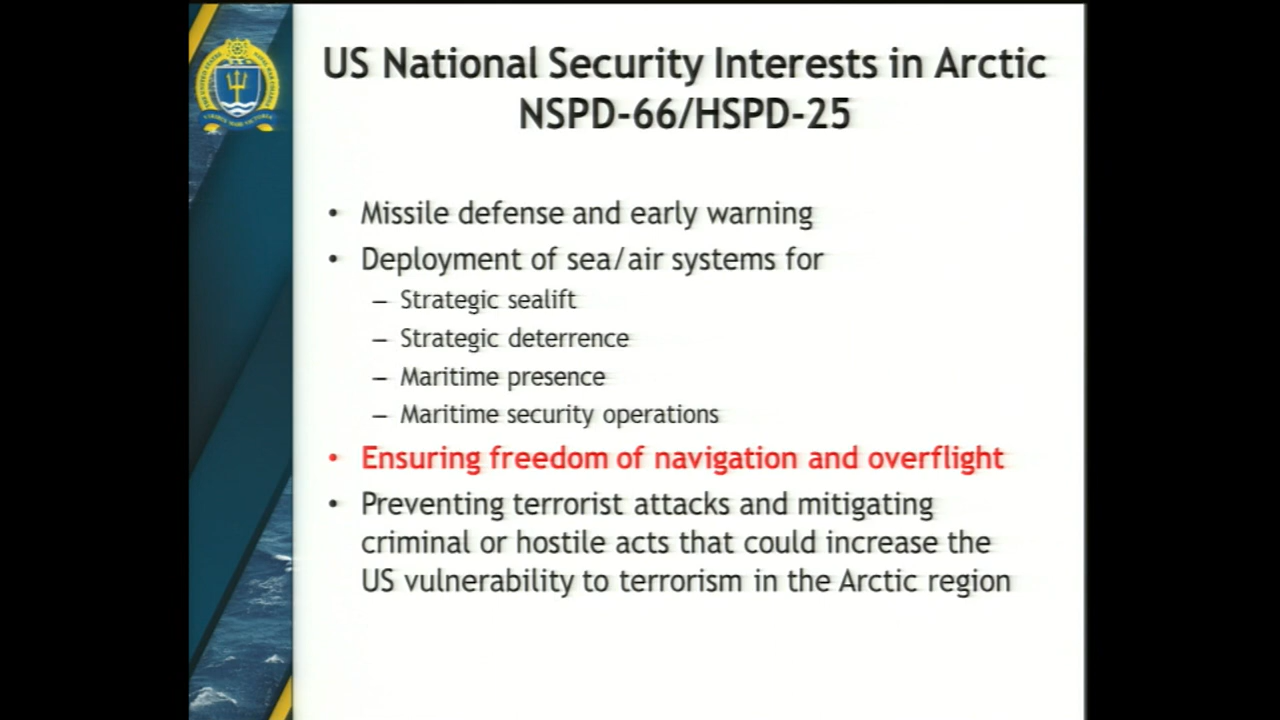 US National Security Interests in Arctic
NSPD-66/HSPD-25
• Missile defense and early warning
• Deployment of sea/air systems for
– Strategic sealift
– Strategic deterrence
– Maritime presence
– Maritime security operations
• Ensuring freedom of navigation and overflight
• Preventing terrorist attacks and mitigating
criminal or hostile acts that could increase the
US vulnerability to terrorism in the Arctic region